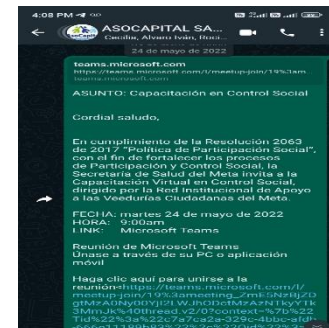 4:08 PM
ASOCAPITAL SA...
Cecilia, Alvaro Iván, Roci...
24 de mayo de 2022
teams.microsoft.com
https://teams.microsoft.com/l/meetup-join/19%3am...
teams.microsoft.com
ASUNTO: Capacitación en Control Social
Cordial saludo,
En cumplimiento de la Resolución 2063
de 2017 "Política de Participación Social",
con el fin de fortalecer los procesos
de Participación y Control Social, la
Secretaría de Salud del Meta invita a la
Capacitación Virtual en Control Social,
dirigido por la Red Institucional de Apoyo
a las Veedurías Ciudadanas del Meta.
FECHA: martes 24 de mayo de 2022
HORA: 9:00am
LINK: Microsoft Teams
Reunión de Microsoft Teams
Únase a través de su PC o aplicación
móvil
Haga clic aquí para unirse a la
reunión<https://teams.microsoft.com/l/